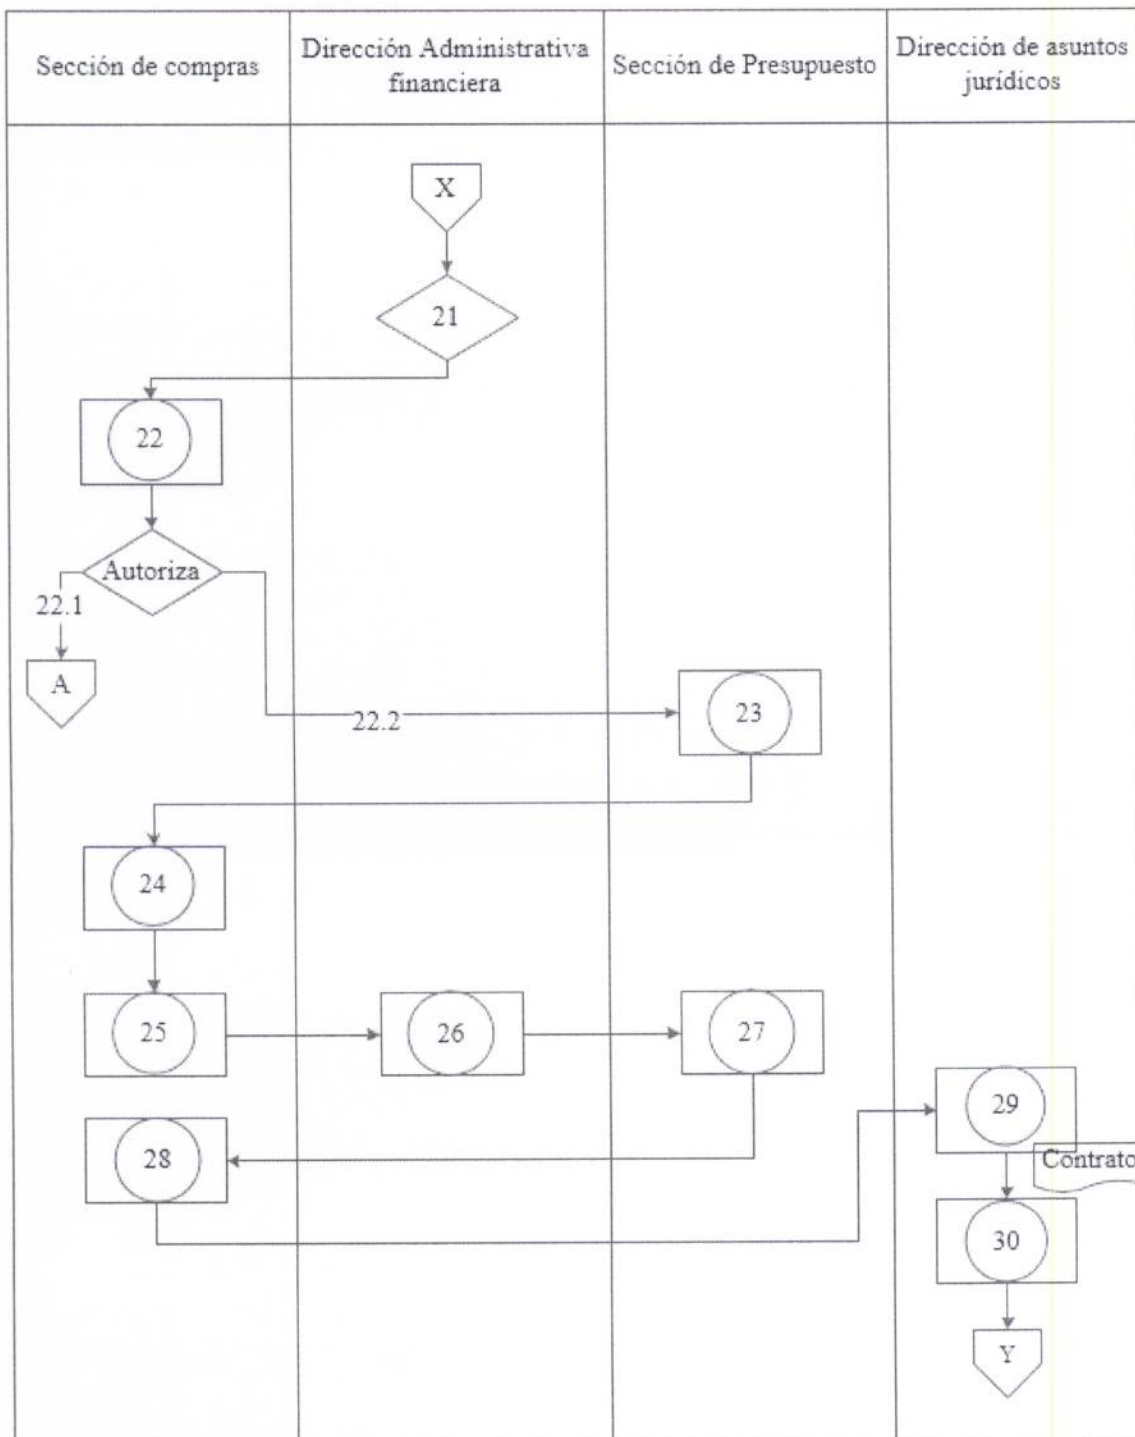 Sección de compras
Dirección Administrativa
financiera
Sección de Presupuesto
Dirección de asuntos
jurídicos
X
21
22
Autoriza
22.1
A
22.2
23
24
25
26
27
28
29
Contrato
30
Y